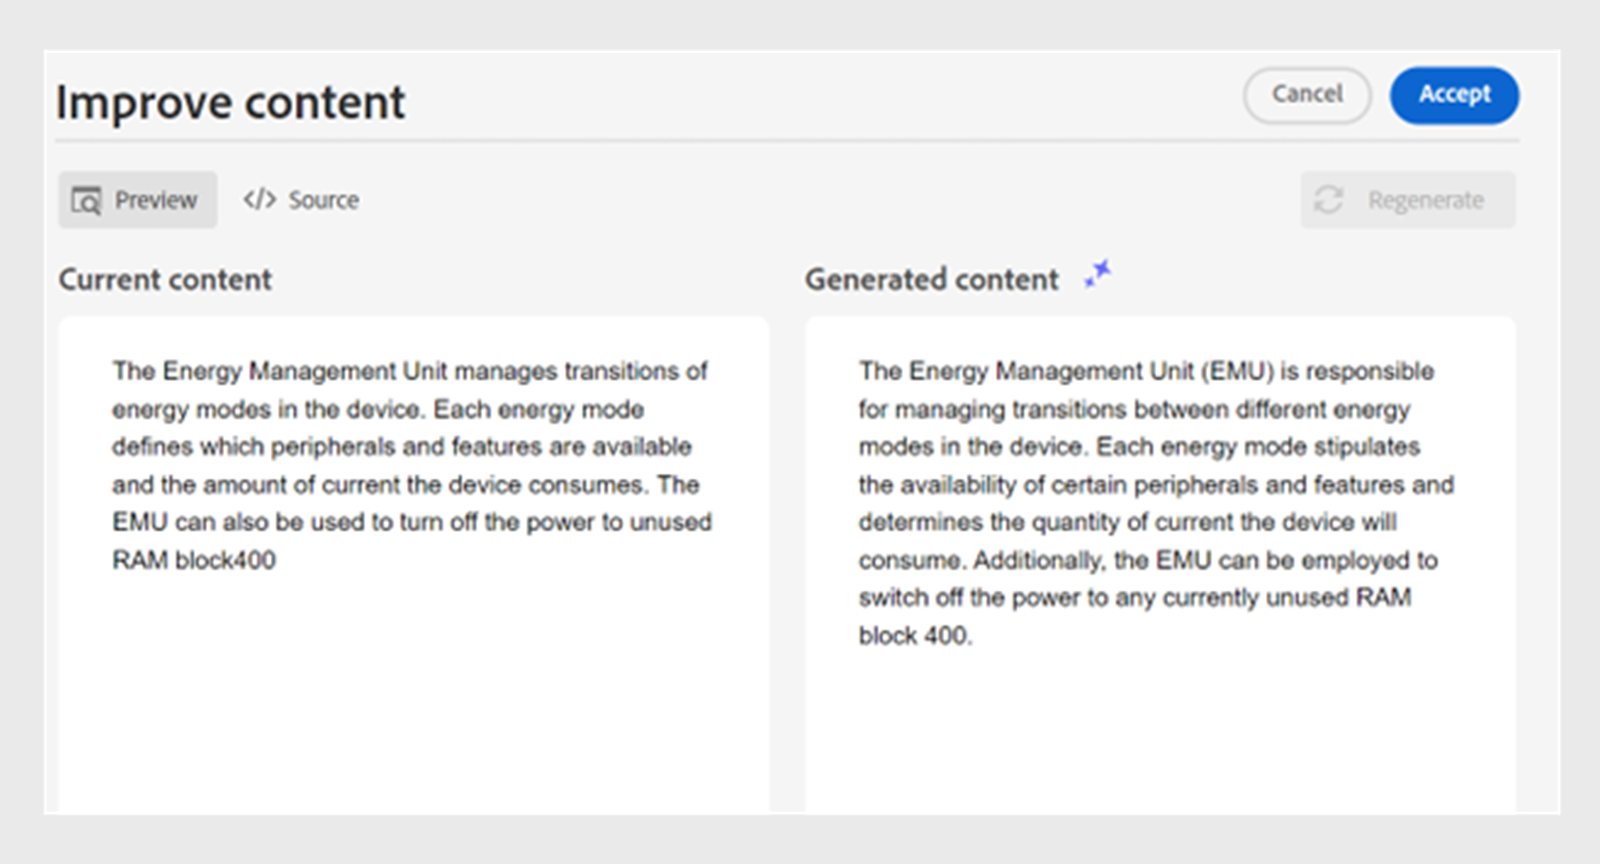 Improve content
Cancel
Accept
Preview
</> Source
Regenerate
Current content
The Energy Management Unit manages transitions of
energy modes in the device. Each energy mode
defines which peripherals and features are available
and the amount of current the device consumes. The
EMU can also be used to turn off the power to unused
RAM block400
Generated content
The Energy Management Unit (EMU) is responsible
for managing transitions between different energy
modes in the device. Each energy mode stipulates
the availability of certain peripherals and features and
determines the quantity of current the device will
consume. Additionally, the EMU can be employed to
switch off the power to any currently unused RAM
block 400.